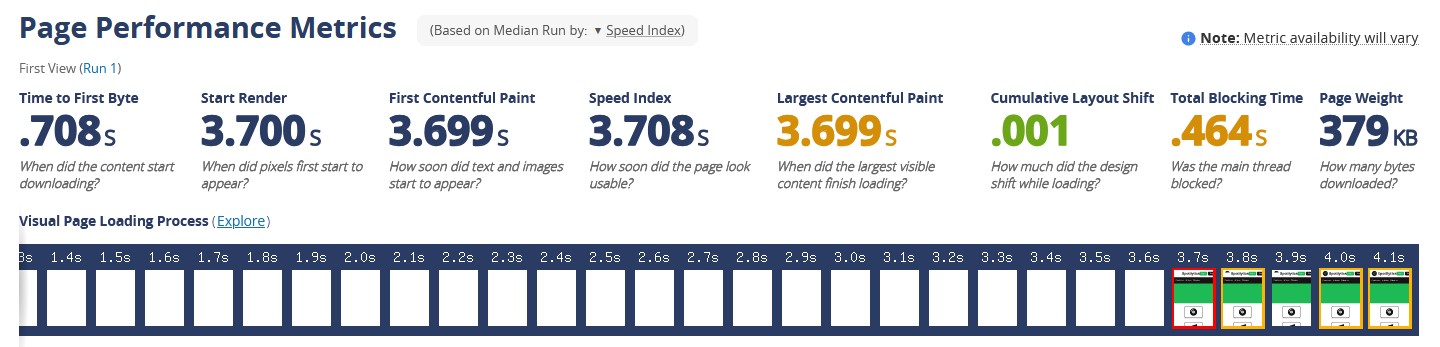 Page Performance Metrics (Based on Median Run by: ▼ Speed Index)
Note: Metric availability will vary
First View (Run 1)
Time to First Byte Start Render First Contentful Paint Speed Index Largest Contentful Paint Cumulative Layout Shift Total Blocking Time Page Weight
.708s 3.700s 3.699s 3.708s 3.699s .001 .464s 379KB
When did the content start When did pixels first start to How soon did text and images How soon did the page look When did the largest visible How much did the design Was the main thread How many bytes
downloading? appear? start to appear? usable? content finish loading? shift while loading? blocked? downloaded?
Visual Page Loading Process (Explore)
1.4s 1.5s 1.6s 1.7s 1.8s 1.9s 2.0s 2.1s 2.2s 2.3s 2.4s 2.5s 2.6s 2.7s 2.8s 2.9s 3.0s 3.1s 3.2s 3.3s 3.4s 3.5s 3.6s 3.7s 3.8s 3.9s 4.0s 4.1s